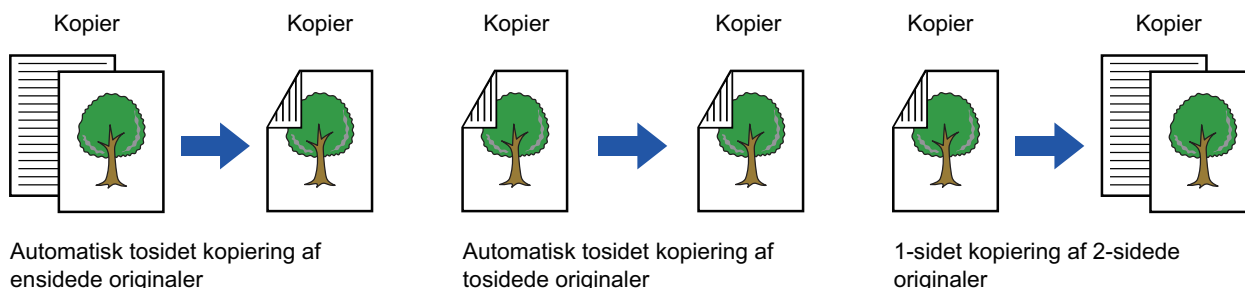 Kopier
Kopier
Kopier
Kopier
Kopier
Kopier
Automatisk tosidet kopiering af
ensidede originaler
Automatisk tosidet kopiering af
tosidede originaler
1-sidet kopiering af 2-sidede
originaler